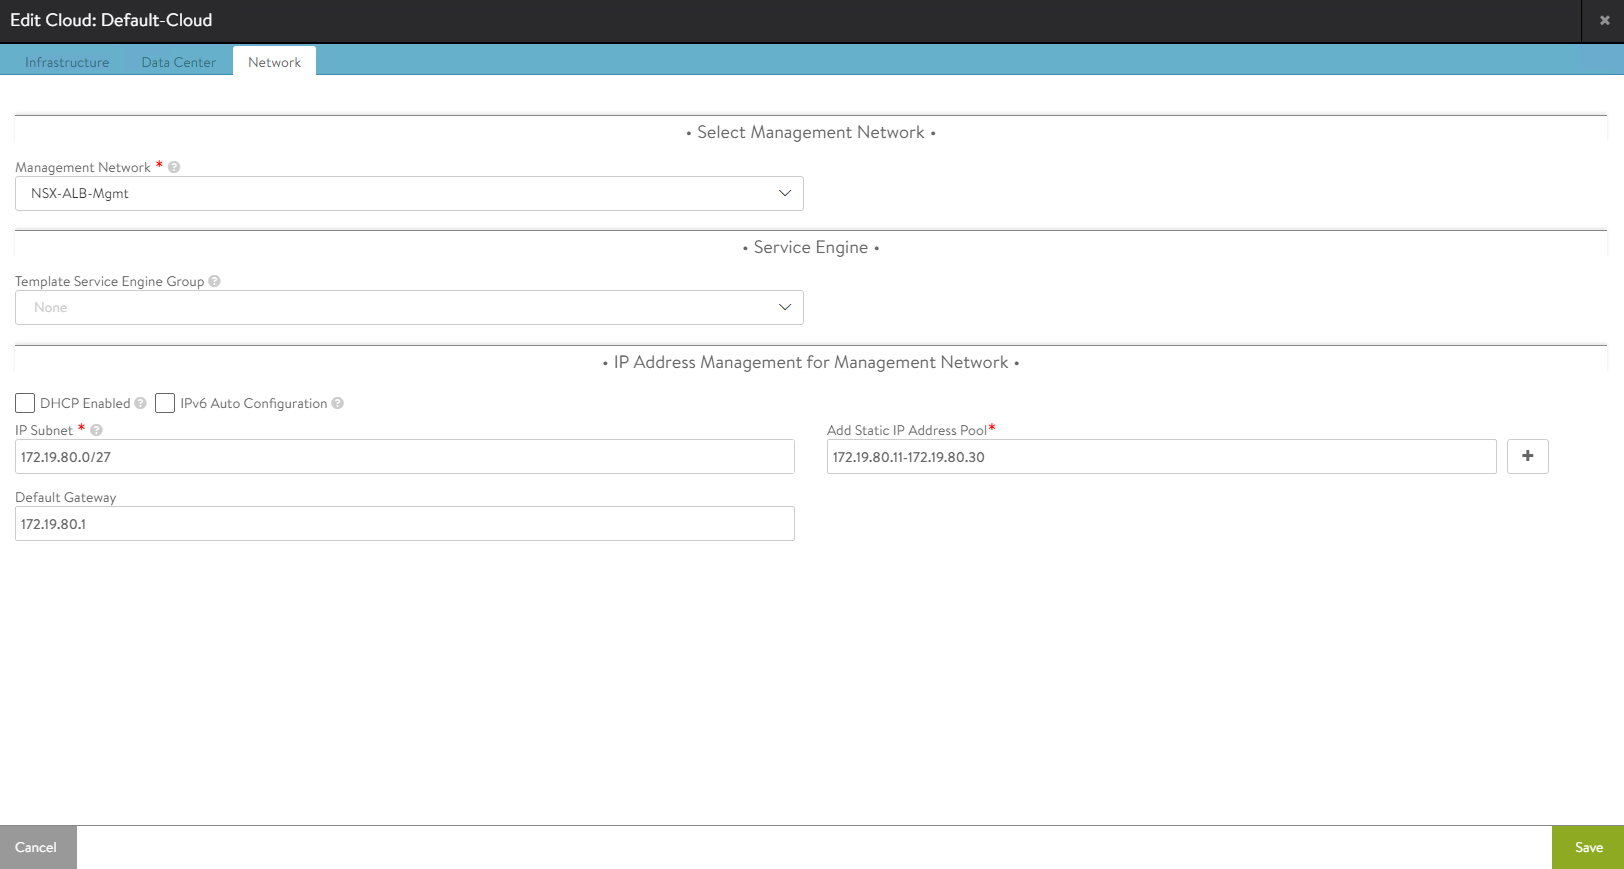 Edit Cloud: Default-Cloud
Infrastructure Data Center Network
• Select Management Network •
Management Network *
NSX-ALB-Mgmt
• Service Engine •
Template Service Engine Group
None
• IP Address Management for Management Network •
DHCP Enabled IPv6 Auto Configuration
IP Subnet * Add Static IP Address Pool*
172.19.80.0/27 172.19.80.11-172.19.80.30
Default Gateway
172.19.80.1
Cancel Save